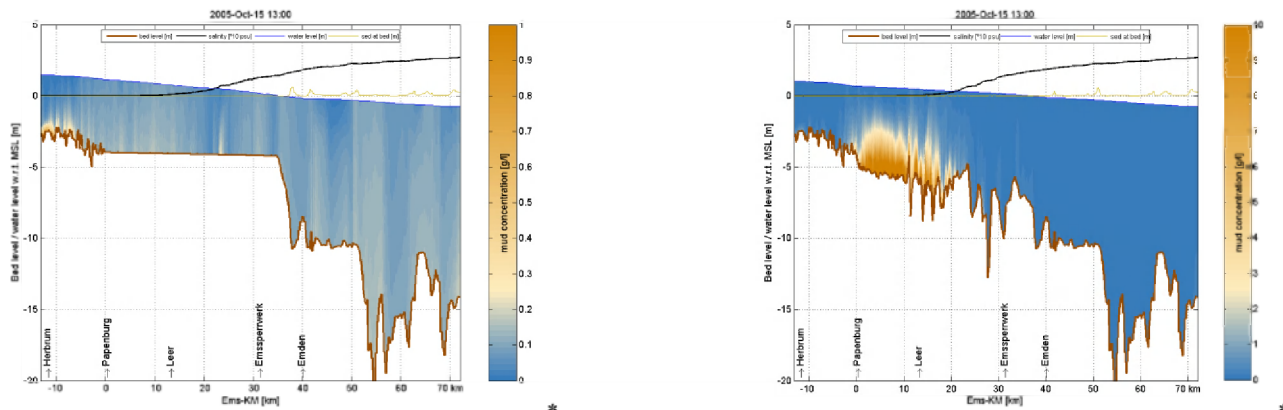 2005-Oct-15 13:00
bed level [m] salinity [*10 psu] water level [m] sed at bed [m]
5
0
-5
-10
-15
-20
Bed level / water level w.r.t. MSL [m]
Herbrum
Papenburg
Leer
Emssperrwerk
Emden
-10 0 10 20 30 40 50 60 70 km
Ems-KM [km]
1
0.9
0.8
0.7
0.6
0.5
0.4
0.3
0.2
0.1
0
mud concentration [g/l]
*
2005-Oct-15 13:00
bed level [m] salinity [*10 psu] water level [m] sed at bed [m]
5
0
-5
-10
-15
-20
Bed level / water level w.r.t. MSL [m]
Herbrum
Papenburg
Leer
Emssperrwerk
Emden
-10 0 10 20 30 40 50 60 70 km
Ems-KM [km]
10
9
8
7
6
5
4
3
2
1
0
mud concentration [g/l]
*